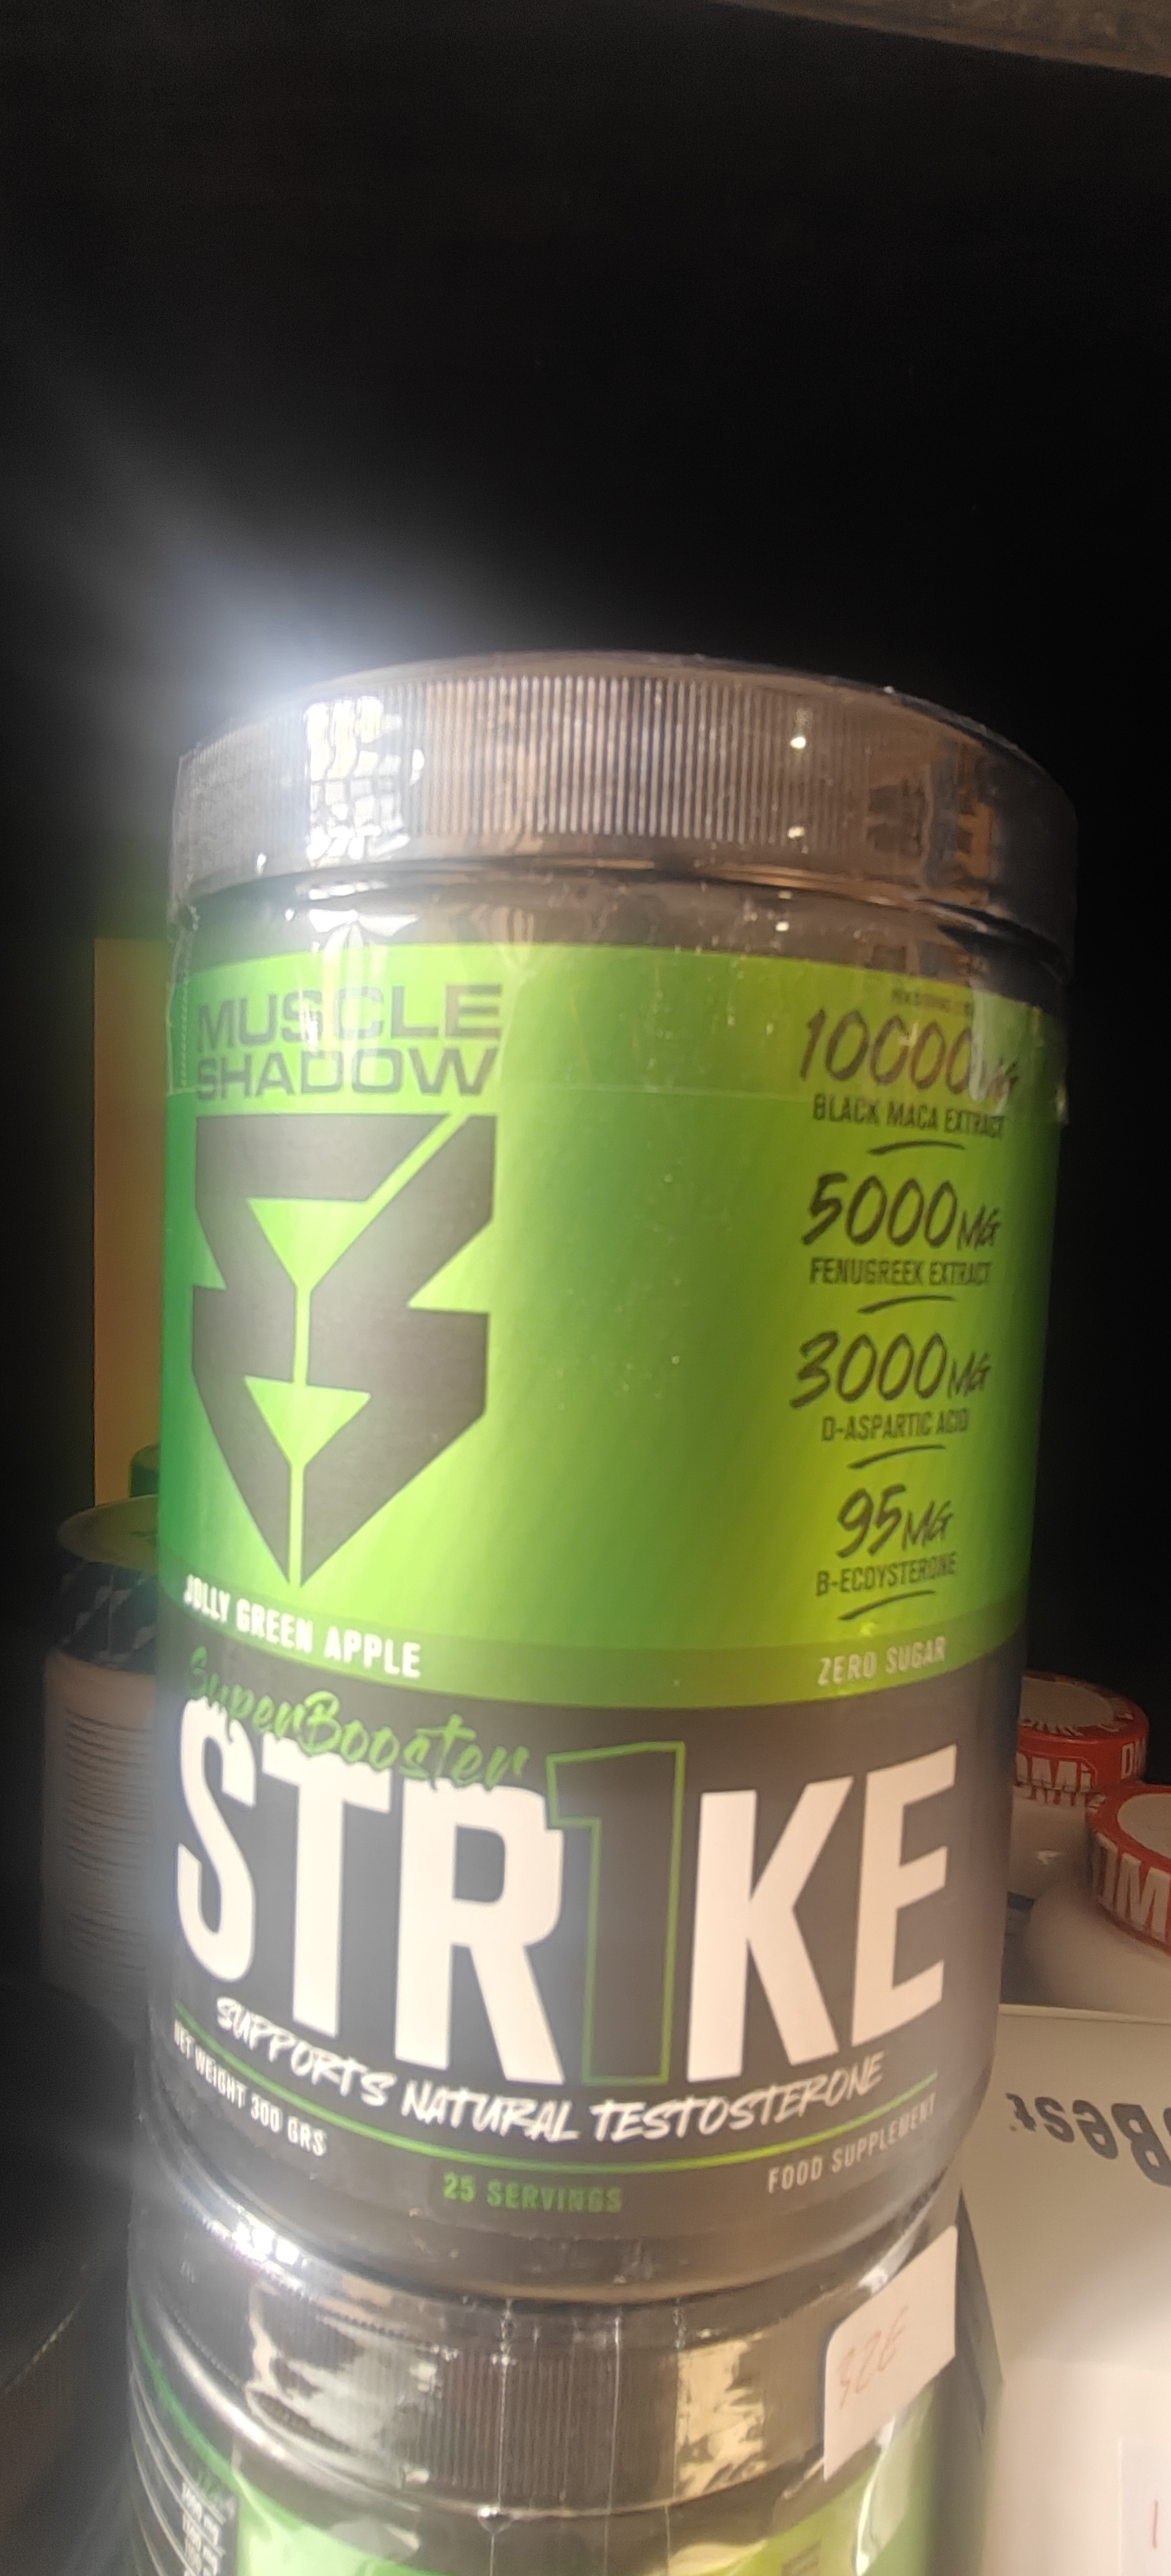 MUSCLE
SHADOW
10000MG
BLACK MACA EXTRACT
5000MG
FENUGREEK EXTRACT
3000MG
D-ASPARTIC ACID
95MG
B-ECDYSTERONE
JOLLY GREEN APPLE
ZERO SUGAR
SuperBooster
STR1KE
SUPPORTS NATURAL TESTOSTERONE
NET WEIGHT 300 GRS
25 SERVINGS
FOOD SUPPLEMENT
Best